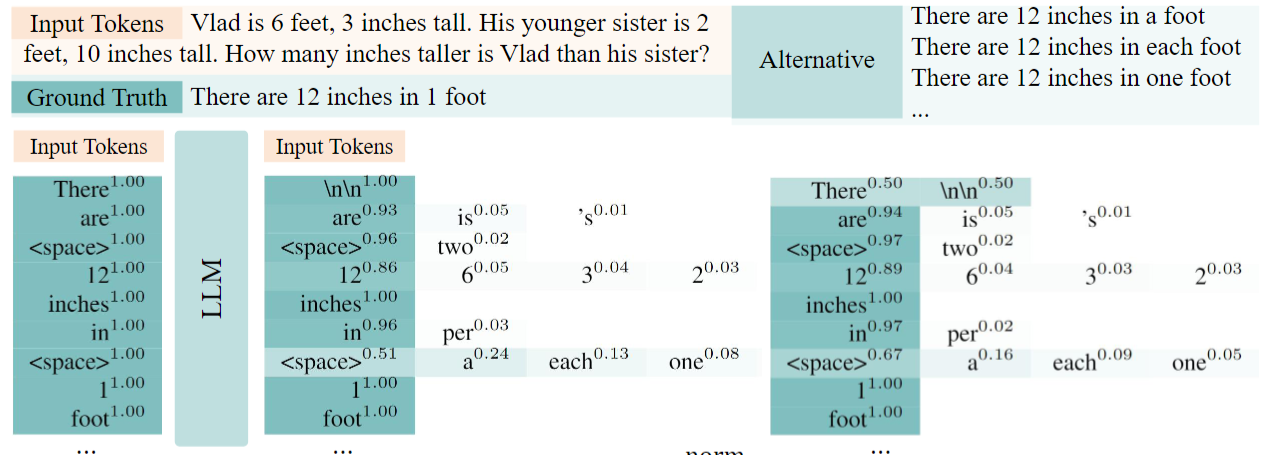 Input Tokens Vlad is 6 feet, 3 inches tall. His younger sister is 2
feet, 10 inches tall. How many inches taller is Vlad than his sister?
Ground Truth There are 12 inches in 1 foot
Alternative
There are 12 inches in a foot
There are 12 inches in each foot
There are 12 inches in one foot
...
Input Tokens
There 1.00
are 1.00
<space> 1.00
12 1.00
inches 1.00
in 1.00
<space> 1.00
1 1.00
foot 1.00
...
LLM
Input Tokens
\n\n 1.00
are 0.93 is 0.05 's 0.01
<space> 0.96 two 0.02
12 0.86 6 0.05 3 0.04 2 0.03
inches 1.00
in 0.96 per 0.03
<space> 0.51 a 0.24 each 0.13 one 0.08
1 1.00
foot 1.00
...
There 0.50 \n\n 0.50
are 0.94 is 0.05 's 0.01
<space> 0.97 two 0.02
12 0.89 6 0.04 3 0.03 2 0.03
inches 1.00
in 0.97 per 0.02
<space> 0.67 a 0.16 each 0.09 one 0.05
1 1.00
foot 1.00
...
norm